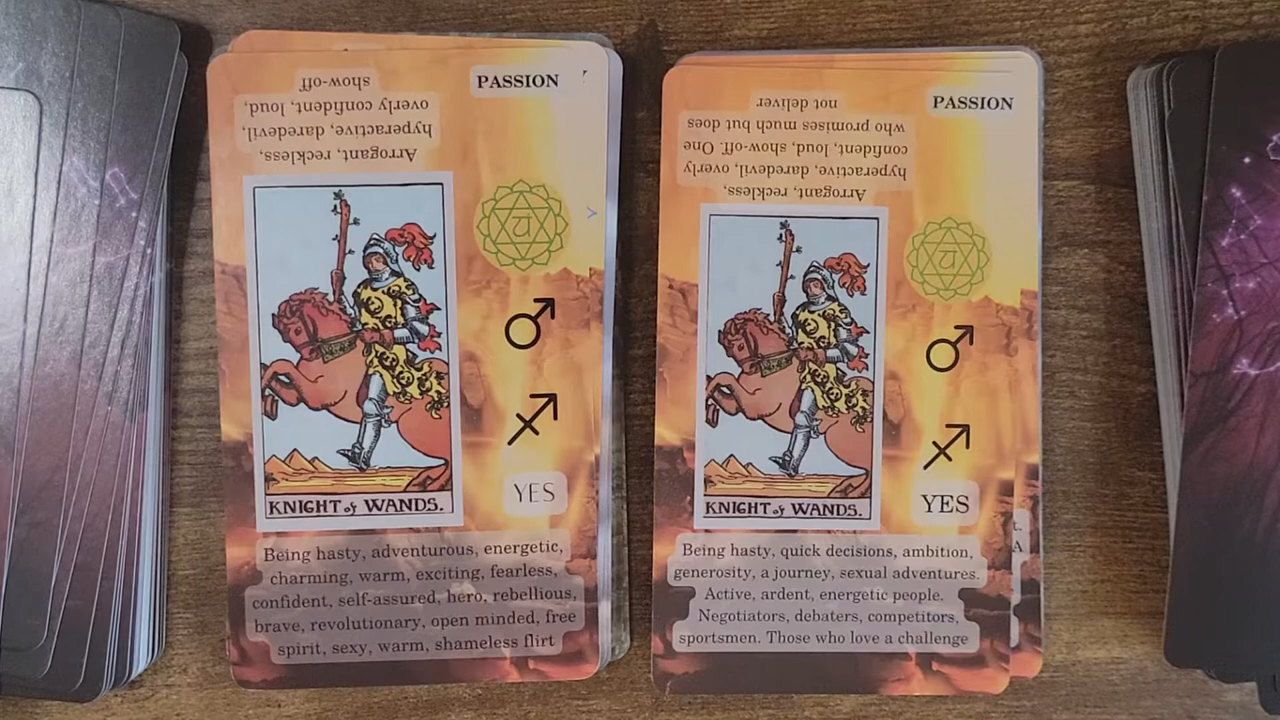 PASSION
Arrogant, reckless,
hyperactive, daredevil,
overly confident, loud,
show-off
यं
KNIGHT of WANDS.
YES
Being hasty, adventurous, energetic,
charming, warm, exciting, fearless,
confident, self-assured, hero, rebellious,
brave, revolutionary, open minded, free
spirit, sexy, warm, shameless flirt
PASSION
Arrogant, reckless,
hyperactive, daredevil, overly
confident, loud, show-off. One
who promises much but does
not deliver
यं
KNIGHT of WANDS.
YES
Being hasty, quick decisions, ambition,
generosity, a journey, sexual adventures.
Active, ardent, energetic people.
Negotiators, debaters, competitors,
sportsmen. Those who love a challenge
t.
A